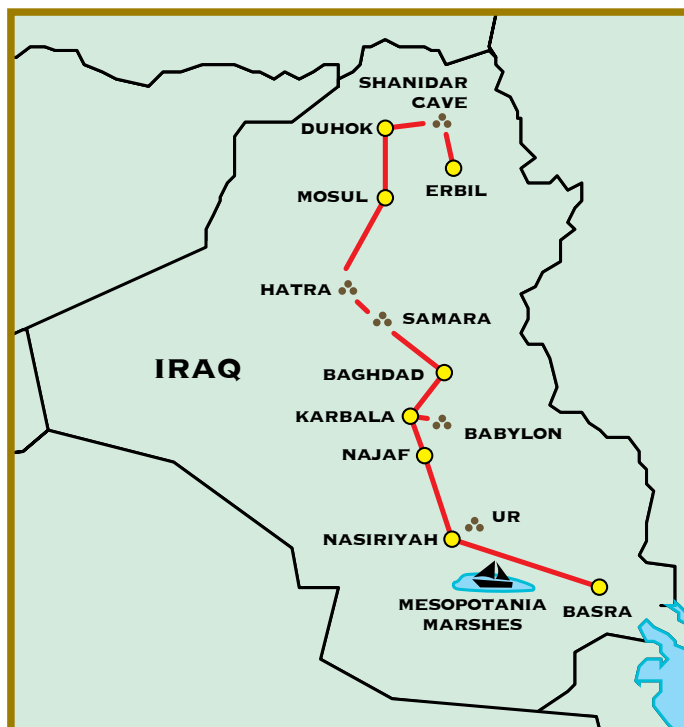 SHANIDAR
CAVE
DUHOK
ERBIL
MOSUL
HATRA
SAMARA
IRAQ
BAGHDAD
KARBALA
BABYLON
NAJAF
UR
NASIRIYAH
MESOPOTANIA
MARSHES
BASRA